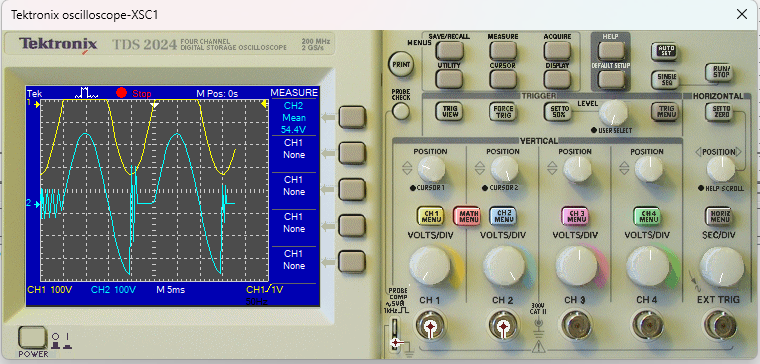 Tektronix oscilloscope-XSC1
Tektronix TDS 2024 FOUR CHANNEL DIGITAL STORAGE OSCILLOSCOPE 200 MHz 2 GS/s
Tek Stop M Pos: 0s MEASURE
CH2
Mean
54.4V
CH1
None
CH1
None
CH1
None
CH1
None
1
2
CH1 100V CH2 100V M 5ms CH1/1V
50Hz
POWER
PRINT
PROBE CHECK
MENUS
SAVE/RECALL MEASURE ACQUIRE HELP
UTILITY CURSOR DISPLAY DEFAULT SETUP
AUTO SET
SINGLE SEQ
RUN/STOP
TRIGGER
TRIG VIEW
FORCE TRIG
SET TO 50%
LEVEL
USER SELECT
TRIG MENU
HORIZONTAL
SET TO ZERO
VERTICAL
POSITION POSITION POSITION POSITION POSITION
CURSOR 1 CURSOR 2 HELP SCROLL
CH 1 MENU
MATH MENU
CH 2 MENU
CH 3 MENU
CH 4 MENU
HORIZ MENU
VOLTS/DIV VOLTS/DIV VOLTS/DIV VOLTS/DIV SEC/DIV
PROBE COMP
~5V
1kHz
CH 1 CH 2 CH 3 CH 4 EXT TRIG
300V
CAT II